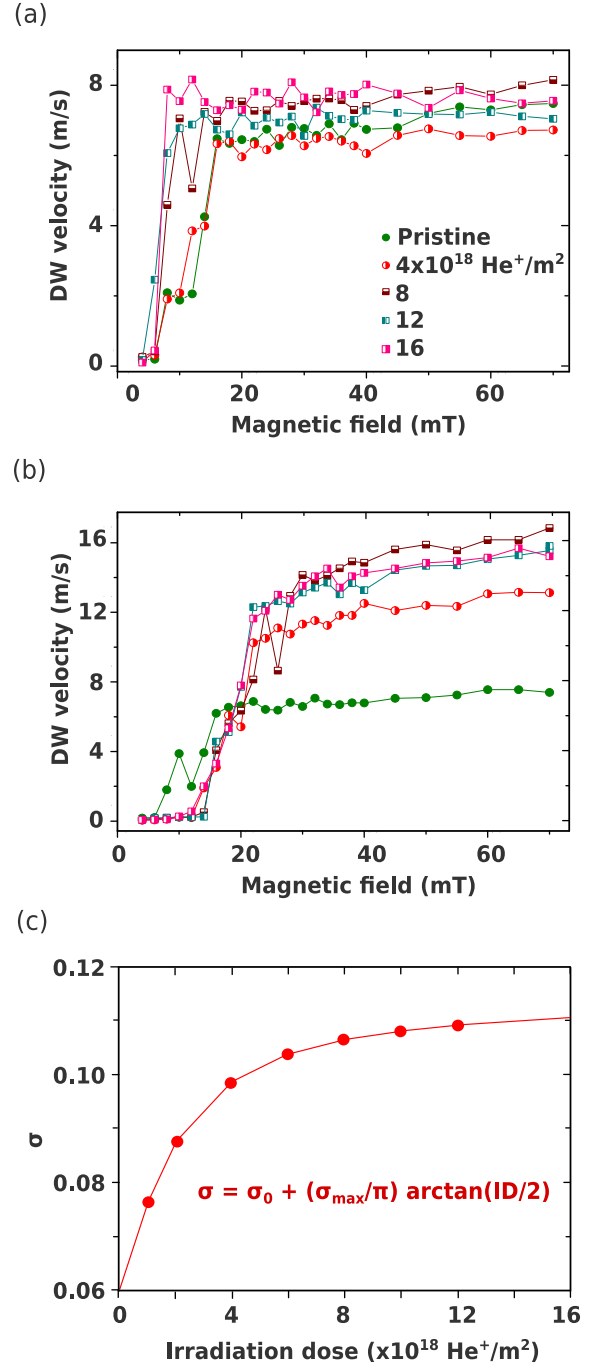 (a)
8
4
0
DW velocity (m/s)
Pristine
4x10¹⁸ He⁺/m²
8
12
16
0 20 40 60
Magnetic field (mT)
(b)
16
12
8
4
0
DW velocity (m/s)
0 20 40 60
Magnetic field (mT)
(c)
0.12
0.10
0.08
0.06
σ
σ = σ₀ + (σₘₐₓ/π) arctan(ID/2)
0 4 8 12 16
Irradiation dose (x10¹⁸ He⁺/m²)